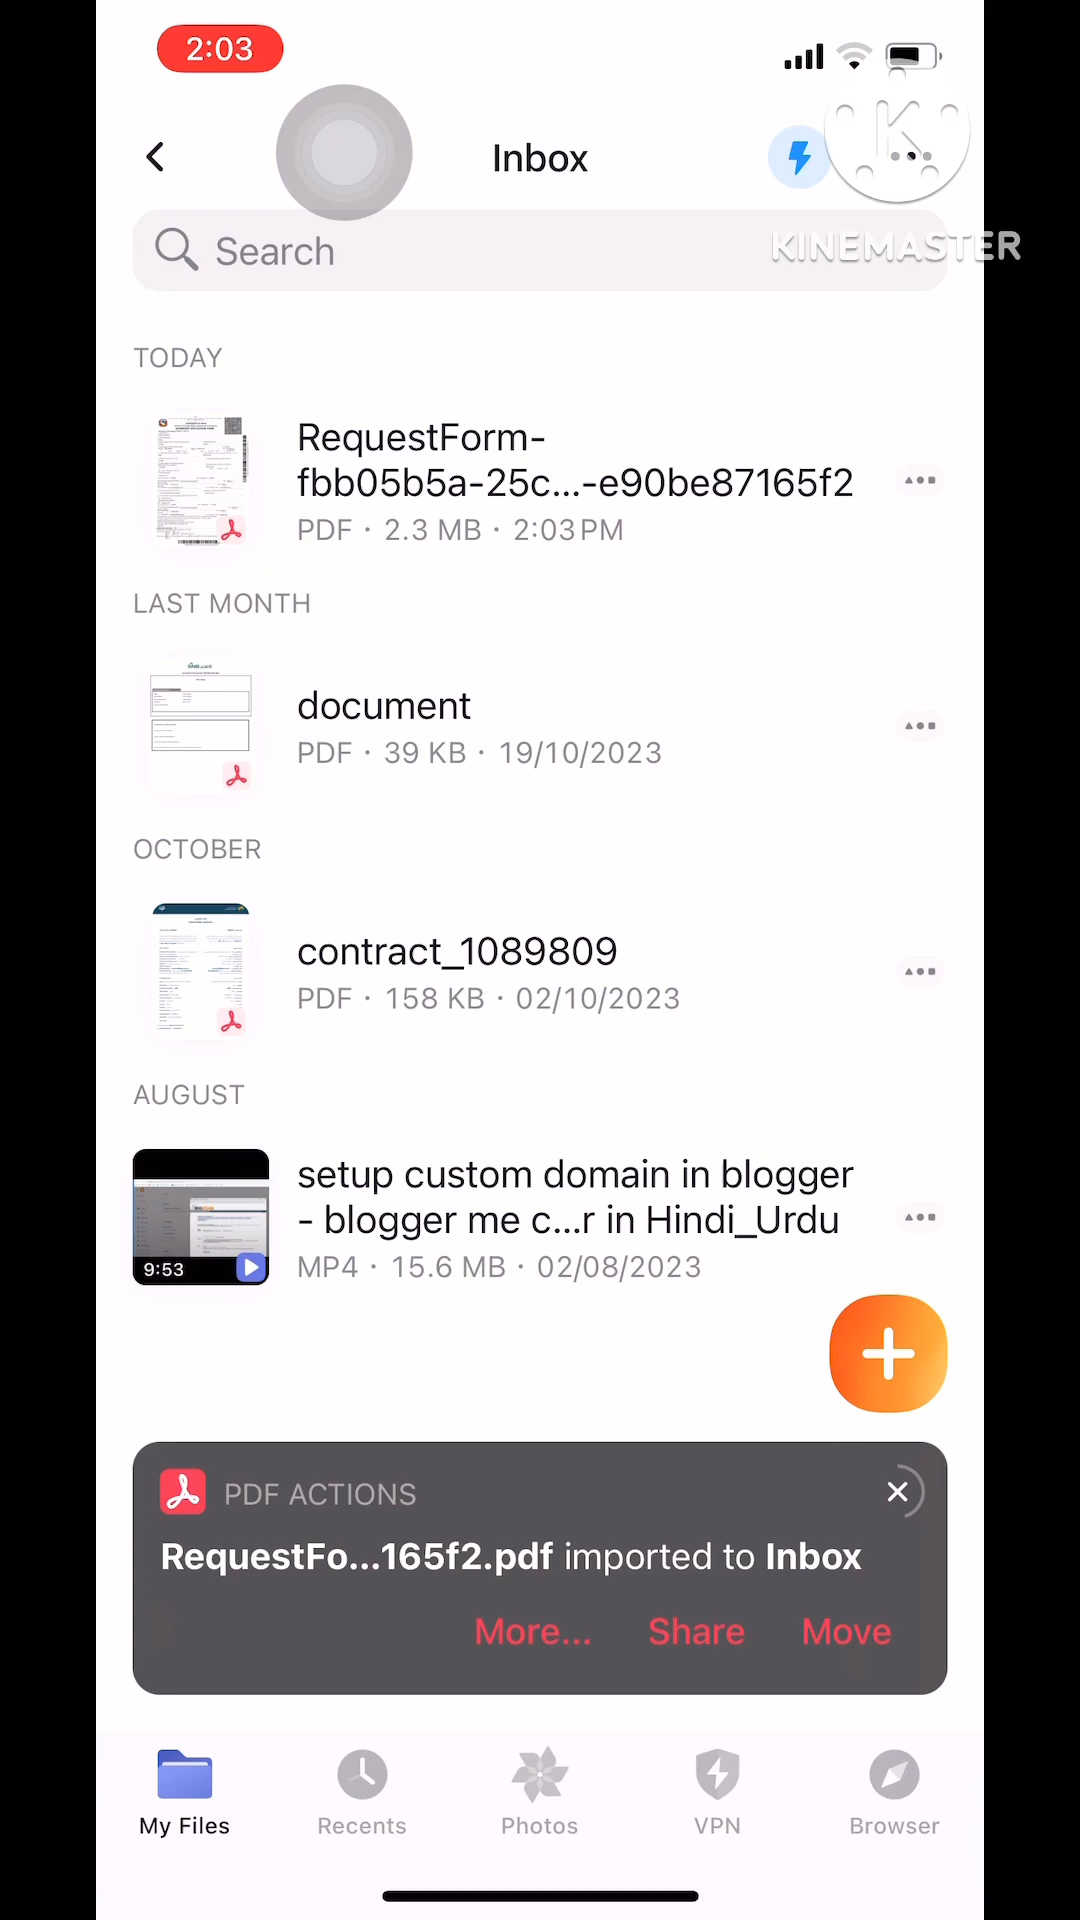 2:03
Inbox
K
KINEMASTER
Search
TODAY
RequestForm-
fbb05b5a-25c...-e90be87165f2
PDF · 2.3 MB · 2:03 PM
LAST MONTH
document
PDF · 39 KB · 19/10/2023
OCTOBER
contract_1089809
PDF · 158 KB · 02/10/2023
AUGUST
setup custom domain in blogger
- blogger me c...r in Hindi_Urdu
9:53
MP4 · 15.6 MB · 02/08/2023
PDF ACTIONS
RequestFo...165f2.pdf imported to Inbox
More... Share Move
My Files Recents Photos VPN Browser